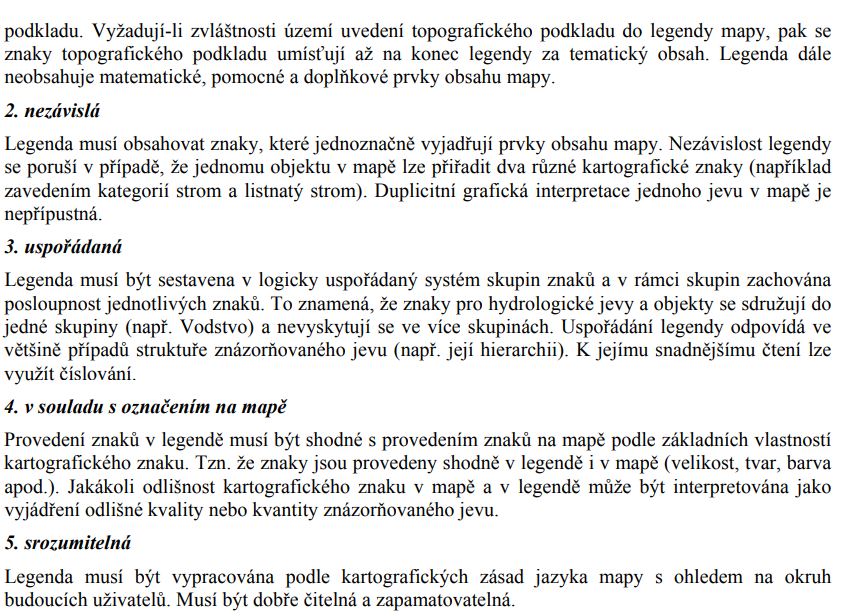 podkladu. Vyžadují-li zvláštnosti území uvedení topografického podkladu do legendy mapy, pak se
znaky topografického podkladu umísťují až na konec legendy za tematický obsah. Legenda dále
neobsahuje matematické, pomocné a doplňkové prvky obsahu mapy.
2. nezávislá
Legenda musí obsahovat znaky, které jednoznačně vyjadřují prvky obsahu mapy. Nezávislost legendy
se poruší v případě, že jednomu objektu v mapě lze přiřadit dva různé kartografické znaky (například
zavedením kategorií strom a listnatý strom). Duplicitní grafická interpretace jednoho jevu v mapě je
nepřípustná.
3. uspořádaná
Legenda musí být sestavena v logicky uspořádaný systém skupin znaků a v rámci skupin zachována
posloupnost jednotlivých znaků. To znamená, že znaky pro hydrologické jevy a objekty se sdružují do
jedné skupiny (např. Vodstvo) a nevyskytují se ve více skupinách. Uspořádání legendy odpovídá ve
většině případů struktuře znázorňovaného jevu (např. její hierarchii). K jejímu snadnějšímu čtení lze
využít číslování.
4. v souladu s označením na mapě
Provedení znaků v legendě musí být shodné s provedením znaků na mapě podle základních vlastností
kartografického znaku. Tzn. že znaky jsou provedeny shodně v legendě i v mapě (velikost, tvar, barva
apod.). Jakákoli odlišnost kartografického znaku v mapě a v legendě může být interpretována jako
vyjádření odlišné kvality nebo kvantity znázorňovaného jevu.
5. srozumitelná
Legenda musí být vypracována podle kartografických zásad jazyka mapy s ohledem na okruh
budoucích uživatelů. Musí být dobře čitelná a zapamatovatelná.